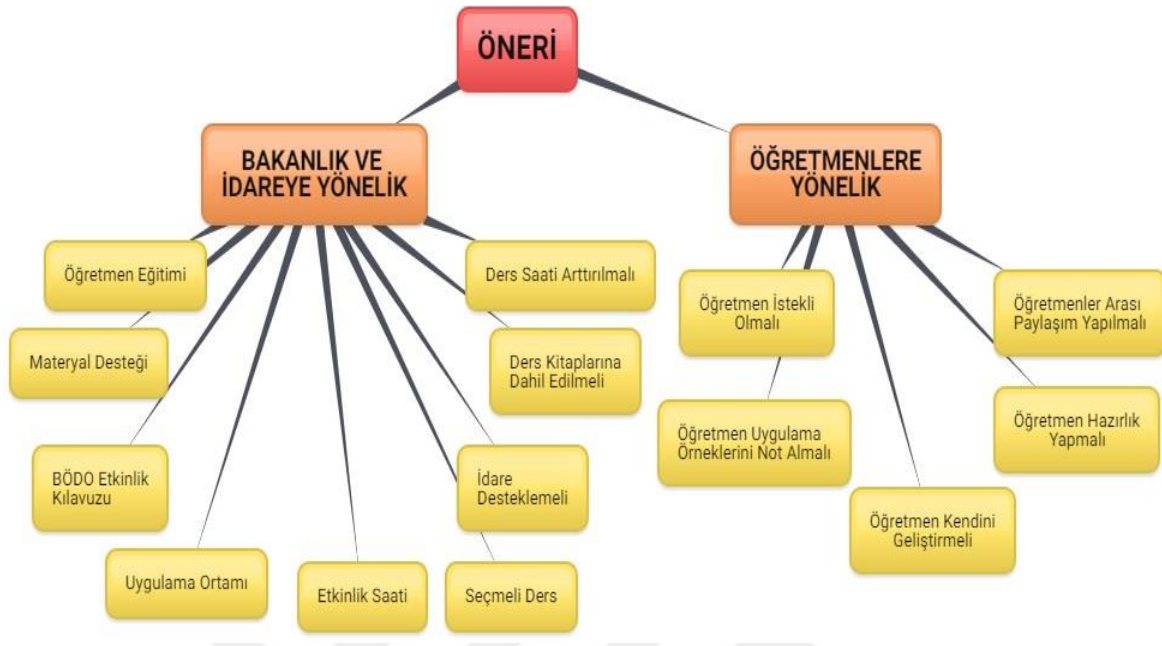 ÖNERİ
BAKANLIK VE
İDAREYE YÖNELİK
ÖĞRETMENLERE
YÖNELİK
Öğretmen Eğitimi
Ders Saati Arttırılmalı
Materyal Desteği
Ders Kitaplarına
Dahil Edilmeli
BÖDO Etkinlik
Kılavuzu
İdare
Desteklemeli
Uygulama Ortamı
Etkinlik Saati
Seçmeli Ders
Öğretmen İstekli
Olmalı
Öğretmenler Arası
Paylaşım Yapılmalı
Öğretmen Uygulama
Örneklerini Not Almalı
Öğretmen Hazırlık
Yapmalı
Öğretmen Kendini
Geliştirmeli